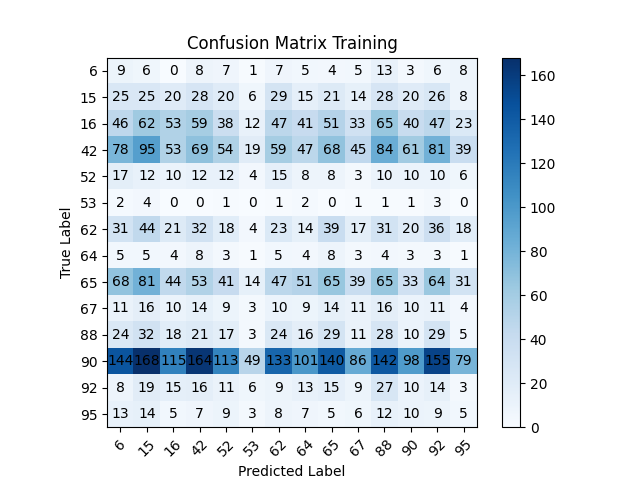 Confusion Matrix Training
6 9 6 0 8 7 1 7 5 4 5 13 3 6 8
15 25 25 20 28 20 6 29 15 21 14 28 20 26 8
16 46 62 53 59 38 12 47 41 51 33 65 40 47 23
42 78 95 53 69 54 19 59 47 68 45 84 61 81 39
52 17 12 10 12 12 4 15 8 8 3 10 10 10 6
53 2 4 0 0 1 0 1 2 0 1 1 1 3 0
62 31 44 21 32 18 4 23 14 39 17 31 20 36 18
64 5 5 4 8 3 1 5 4 8 3 4 3 3 1
65 68 81 44 53 41 14 47 51 65 39 65 33 64 31
67 11 16 10 14 9 3 10 9 14 11 16 10 11 4
88 24 32 18 21 17 3 24 16 29 11 28 10 29 5
90 144 168 115 164 113 49 133 101 140 86 142 98 155 79
92 8 19 15 16 11 6 9 13 15 9 27 10 14 3
95 13 14 5 7 9 3 8 7 5 6 12 10 9 5
6 15 16 42 52 53 62 64 65 67 88 90 92 95
Predicted Label
True Label
160
140
120
100
80
60
40
20
0